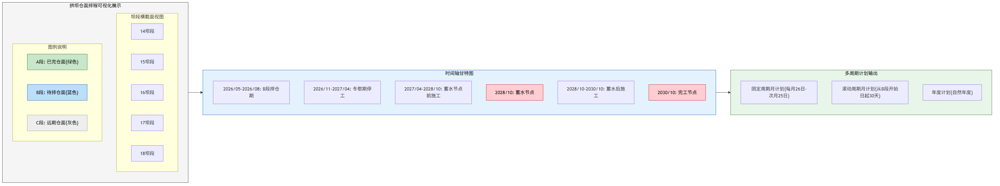 拱坝仓面排程可视化展示
图例说明
A段: 已完仓面(绿色)
B段: 待排仓面(蓝色)
C段: 远期仓面(灰色)
坝段横截面视图
14坝段
15坝段
16坝段
17坝段
18坝段
时间轴甘特图
2026/05-2026/08: B段排仓
期
2026/11-2027/04: 冬歇期停
工
2027/04-2028/10: 蓄水节点
前施工
2028/10: 蓄水节点
2028/10-2030/10: 蓄水后施
工
2030/10: 完工节点
多周期计划输出
固定周期月计划(每月26日-
次月25日)
滚动周期月计划(从B段开始
日起30天)
年度计划(自然年度)